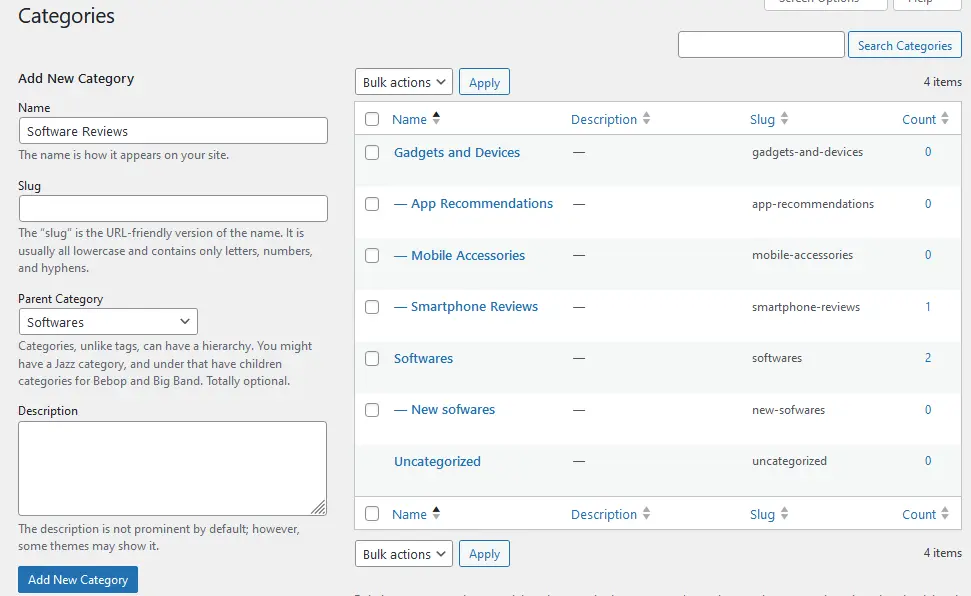 Categories
Screen Options
Help
Search Categories
Add New Category
Name
Software Reviews
The name is how it appears on your site.
Slug
The “slug” is the URL-friendly version of the name. It is
usually all lowercase and contains only letters, numbers,
and hyphens.
Parent Category
Softwares
Categories, unlike tags, can have a hierarchy. You might
have a Jazz category, and under that have children
categories for Bebop and Big Band. Totally optional.
Description
The description is not prominent by default; however,
some themes may show it.
Add New Category
Bulk actions Apply 4 items
Name Description Slug Count
Gadgets and Devices — gadgets-and-devices 0
— App Recommendations — app-recommendations 0
— Mobile Accessories — mobile-accessories 0
— Smartphone Reviews — smartphone-reviews 1
Softwares — softwares 2
— New sofwares — new-sofwares 0
Uncategorized — uncategorized 0
Name Description Slug Count
Bulk actions Apply 4 items